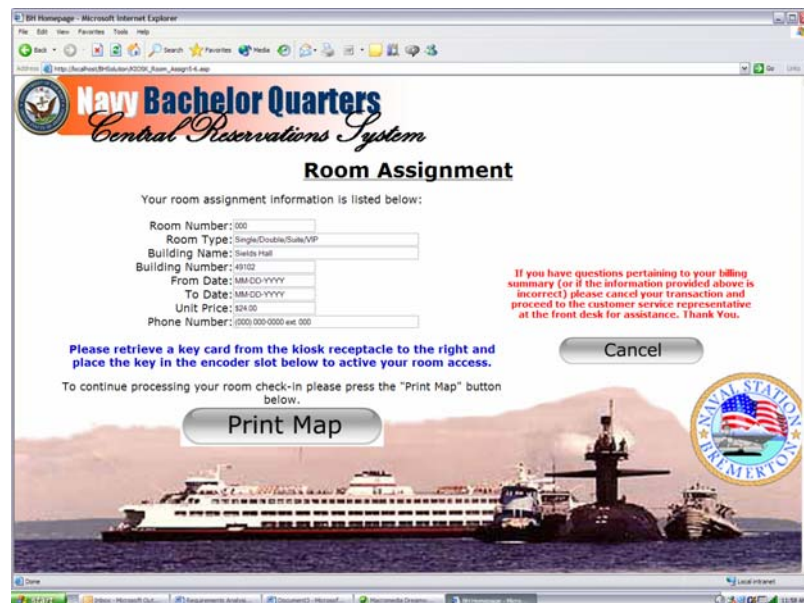 BH Homepage - Microsoft Internet Explorer
File Edit View Favorites Tools Help
Back Search Favorites Media
Address Go Links
Navy Bachelor Quarters
Central Reservations System
Room Assignment
Your room assignment information is listed below:
Room Number: 000
Room Type: Single/Double/Suite/VIP
Building Name: Sields Hall
Building Number: 49102
From Date: MM-DD-YYYY
To Date: MM-DD-YYYY
Unit Price: $24.00
Phone Number: (000) 000-0000 ext. 000
If you have questions pertaining to your billing
summary (or if the information provided above is
incorrect) please cancel your transaction and
proceed to the customer service representative
at the front desk for assistance. Thank You.
Cancel
Please retrieve a key card from the kiosk receptacle to the right and
place the key in the encoder slot below to active your room access.
To continue processing your room check-in please press the "Print Map" button
below.
Print Map
NAVAL STATION
BREMERTON
Done Local intranet